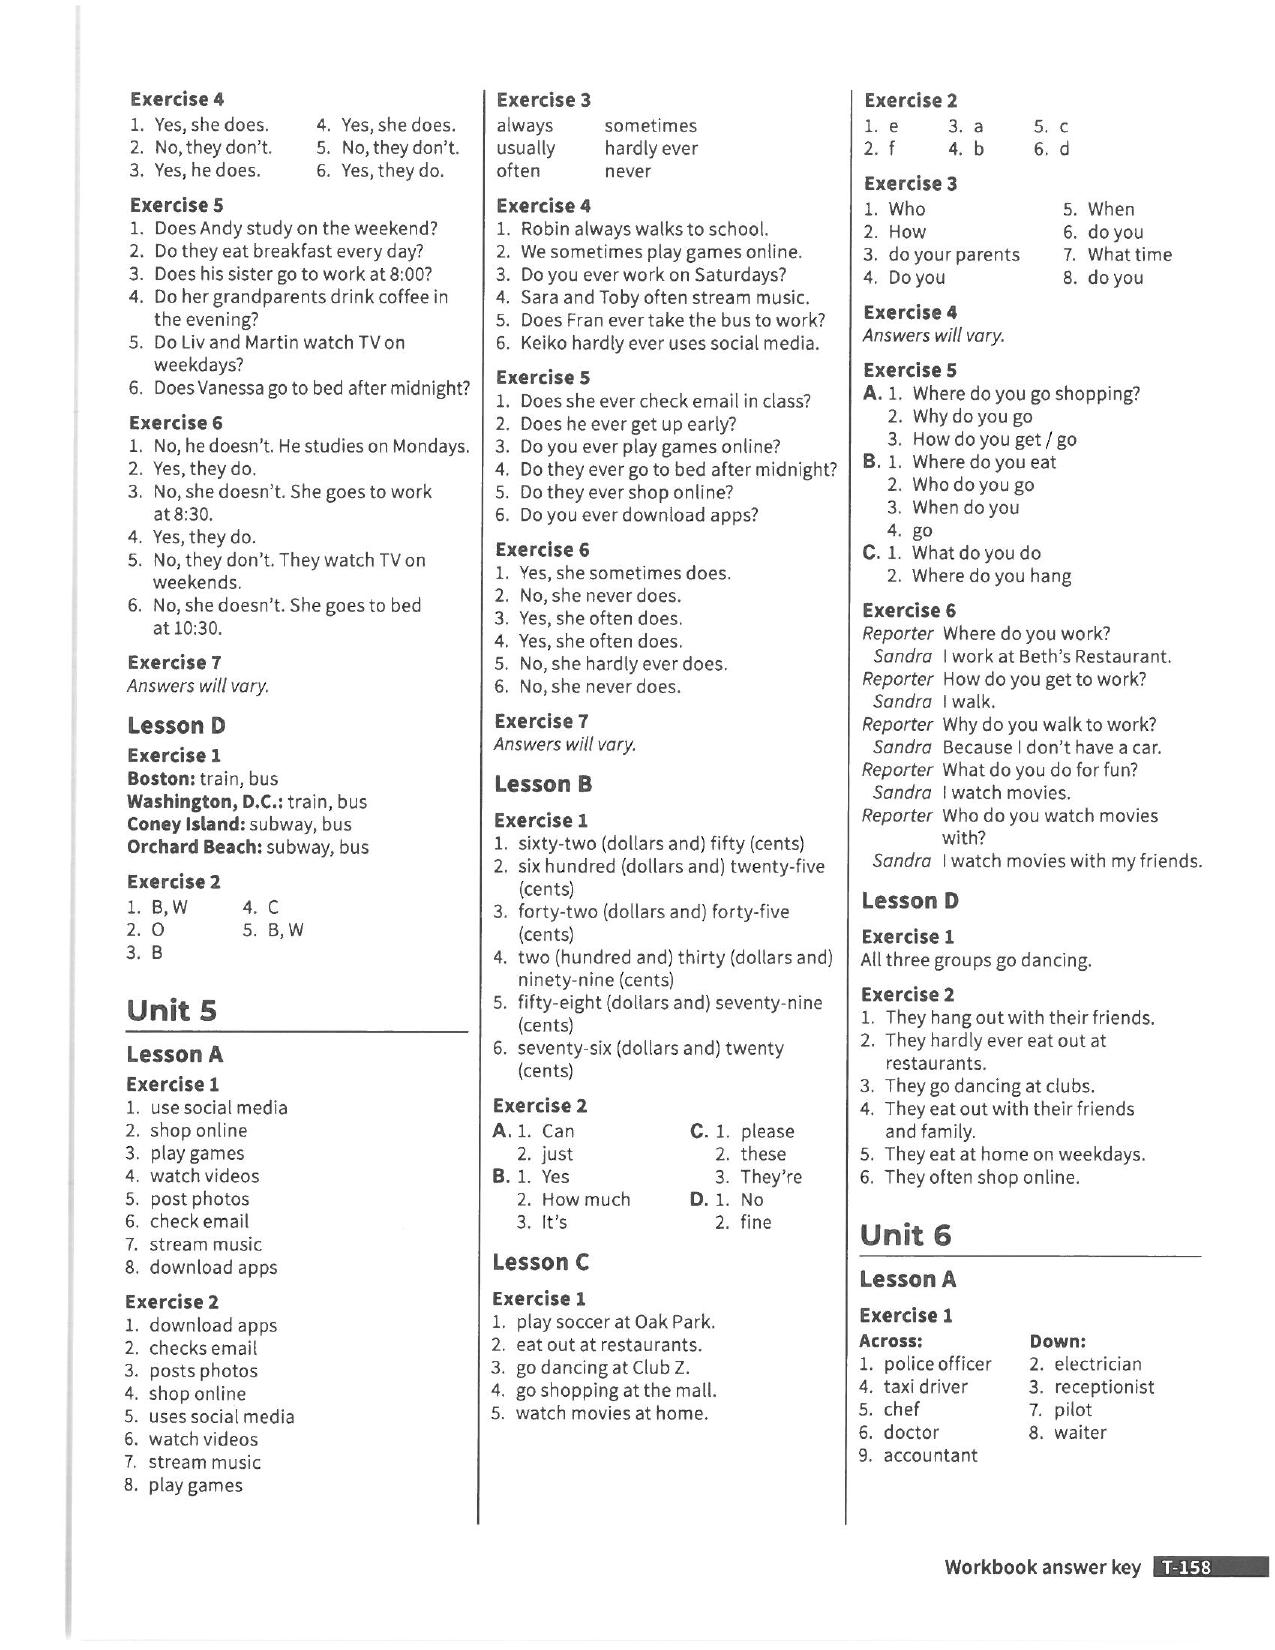 Exercise 4
1. Yes, she does. 4. Yes, she does.
2. No, they don't. 5. No, they don't.
3. Yes, he does. 6. Yes, they do.
Exercise 5
1. Does Andy study on the weekend?
2. Do they eat breakfast every day?
3. Does his sister go to work at 8:00?
4. Do her grandparents drink coffee in
the evening?
5. Do Liv and Martin watch TV on
weekdays?
6. Does Vanessa go to bed after midnight?
Exercise 6
1. No, he doesn't. He studies on Mondays.
2. Yes, they do.
3. No, she doesn't. She goes to work
at 8:30.
4. Yes, they do.
5. No, they don't. They watch TV on
weekends.
6. No, she doesn't. She goes to bed
at 10:30.
Exercise 7
Answers will vary.
Lesson D
Exercise 1
Boston: train, bus
Washington, D.C.: train, bus
Coney Island: subway, bus
Orchard Beach: subway, bus
Exercise 2
1. B, W 4. C
2. O 5. B, W
3. B
Unit 5
Lesson A
Exercise 1
1. use social media
2. shop online
3. play games
4. watch videos
5. post photos
6. check email
7. stream music
8. download apps
Exercise 2
1. download apps
2. checks email
3. posts photos
4. shop online
5. uses social media
6. watch videos
7. stream music
8. play games
Exercise 3
always sometimes
usually hardly ever
often never
Exercise 4
1. Robin always walks to school.
2. We sometimes play games online.
3. Do you ever work on Saturdays?
4. Sara and Toby often stream music.
5. Does Fran ever take the bus to work?
6. Keiko hardly ever uses social media.
Exercise 5
1. Does she ever check email in class?
2. Does he ever get up early?
3. Do you ever play games online?
4. Do they ever go to bed after midnight?
5. Do they ever shop online?
6. Do you ever download apps?
Exercise 6
1. Yes, she sometimes does.
2. No, she never does.
3. Yes, she often does.
4. Yes, she often does.
5. No, she hardly ever does.
6. No, she never does.
Exercise 7
Answers will vary.
Lesson B
Exercise 1
1. sixty-two (dollars and) fifty (cents)
2. six hundred (dollars and) twenty-five
(cents)
3. forty-two (dollars and) forty-five
(cents)
4. two (hundred and) thirty (dollars and)
ninety-nine (cents)
5. fifty-eight (dollars and) seventy-nine
(cents)
6. seventy-six (dollars and) twenty
(cents)
Exercise 2
A. 1. Can C. 1. please
2. just 2. these
B. 1. Yes 3. They're
2. How much D. 1. No
3. It's 2. fine
Lesson C
Exercise 1
1. play soccer at Oak Park.
2. eat out at restaurants.
3. go dancing at Club Z.
4. go shopping at the mall.
5. watch movies at home.
Exercise 2
1. e 3. a 5. c
2. f 4. b 6. d
Exercise 3
1. Who 5. When
2. How 6. do you
3. do your parents 7. What time
4. Do you 8. do you
Exercise 4
Answers will vary.
Exercise 5
A. 1. Where do you go shopping?
2. Why do you go
3. How do you get / go
B. 1. Where do you eat
2. Who do you go
3. When do you
4. go
C. 1. What do you do
2. Where do you hang
Exercise 6
Reporter Where do you work?
Sandra I work at Beth's Restaurant.
Reporter How do you get to work?
Sandra I walk.
Reporter Why do you walk to work?
Sandra Because I don't have a car.
Reporter What do you do for fun?
Sandra I watch movies.
Reporter Who do you watch movies
with?
Sandra I watch movies with my friends.
Lesson D
Exercise 1
All three groups go dancing.
Exercise 2
1. They hang out with their friends.
2. They hardly ever eat out at
restaurants.
3. They go dancing at clubs.
4. They eat out with their friends
and family.
5. They eat at home on weekdays.
6. They often shop online.
Unit 6
Lesson A
Exercise 1
Across: Down:
1. police officer 2. electrician
4. taxi driver 3. receptionist
5. chef 7. pilot
6. doctor 8. waiter
9. accountant
Workbook answer key T-158